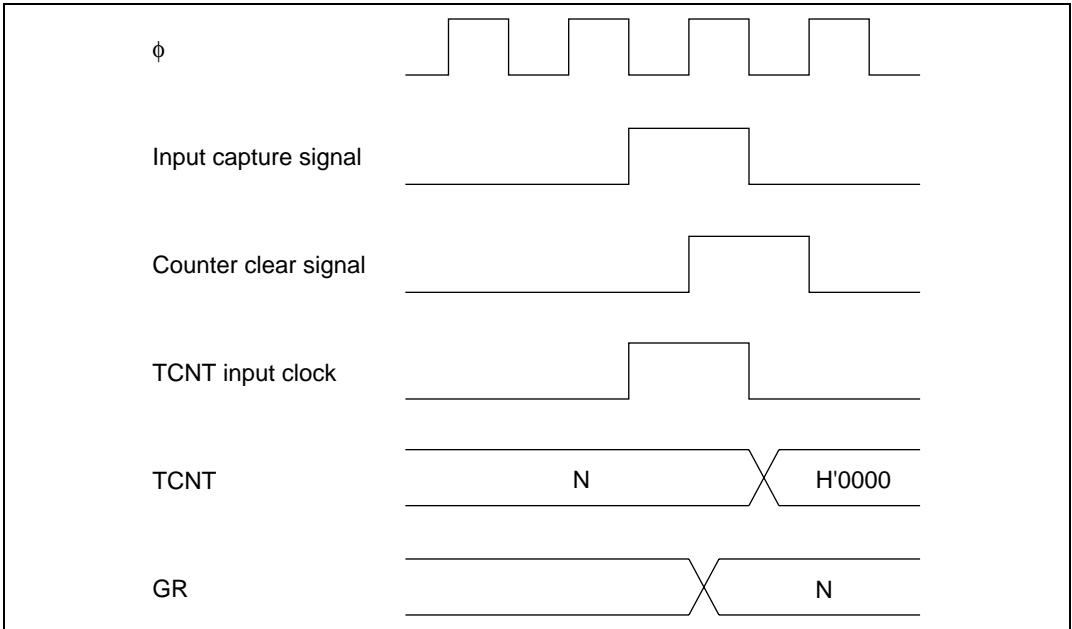 ϕ
Input capture signal
Counter clear signal
TCNT input clock
TCNT N H'0000
GR N